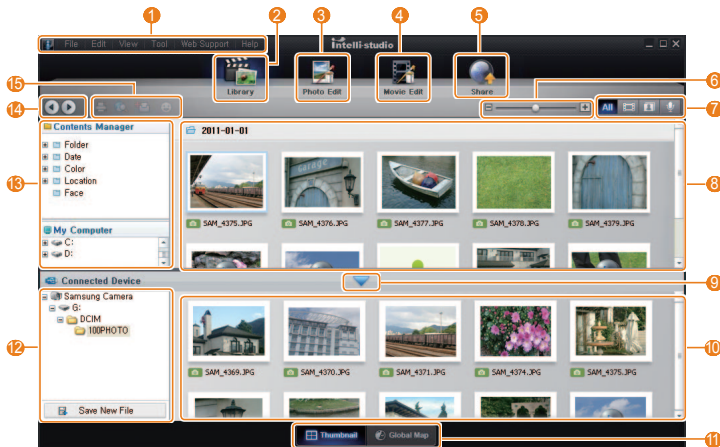 1 2 3 4 5
File Edit View Tool Web Support Help
intelli-studio
15
Library Photo Edit Movie Edit Share
6
14
All
7
Contents Manager
2011-01-01
Folder
Date
Color
Location
Face
13
Garage
8
SAM_4375.JPG SAM_4376.JPG SAM_4377.JPG SAM_4378.JPG SAM_4379.JPG
My Computer
C:
D:
Connected Device
9
Samsung Camera
G:
DCIM
100PHOTO
12
10
SAM_4369.JPG SAM_4370.JPG SAM_4371.JPG SAM_4374.JPG SAM_4375.JPG
Save New File
Thumbnail Global Map
11